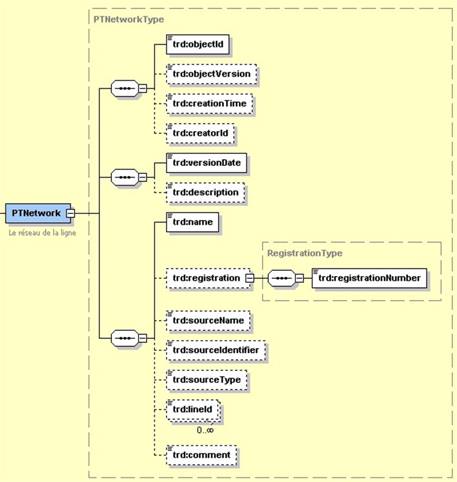 PTNetworkType
trd:objectId
trd:objectVersion
trd:creationTime
trd:creatorId
trd:versionDate
trd:description
PTNetwork
Le réseau de la ligne
trd:name
RegistrationType
trd:registration
trd:registrationNumber
trd:sourceName
trd:sourceIdentifier
trd:sourceType
trd:lineId
0..∞
trd:comment